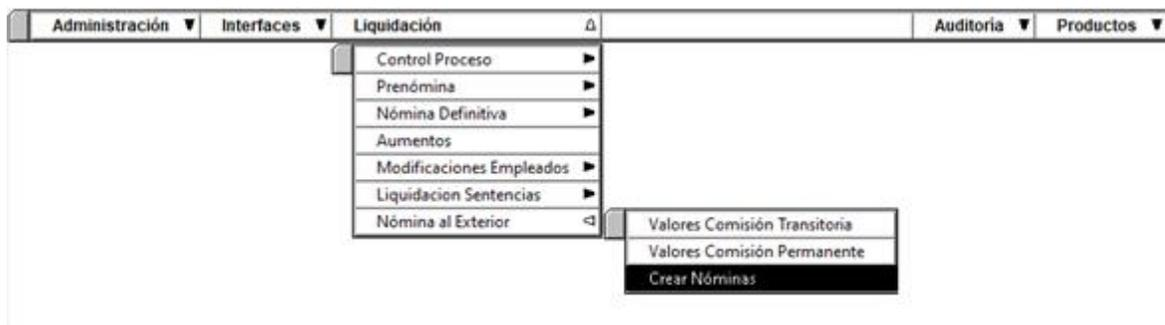 Administración Interfaces Liquidación Auditoria Productos
Control Proceso
Prenómina
Nómina Definitiva
Aumentos
Modificaciones Empleados
Liquidacion Sentencias
Nómina al Exterior
Valores Comisión Transitoria
Valores Comisión Permanente
Crear Nóminas